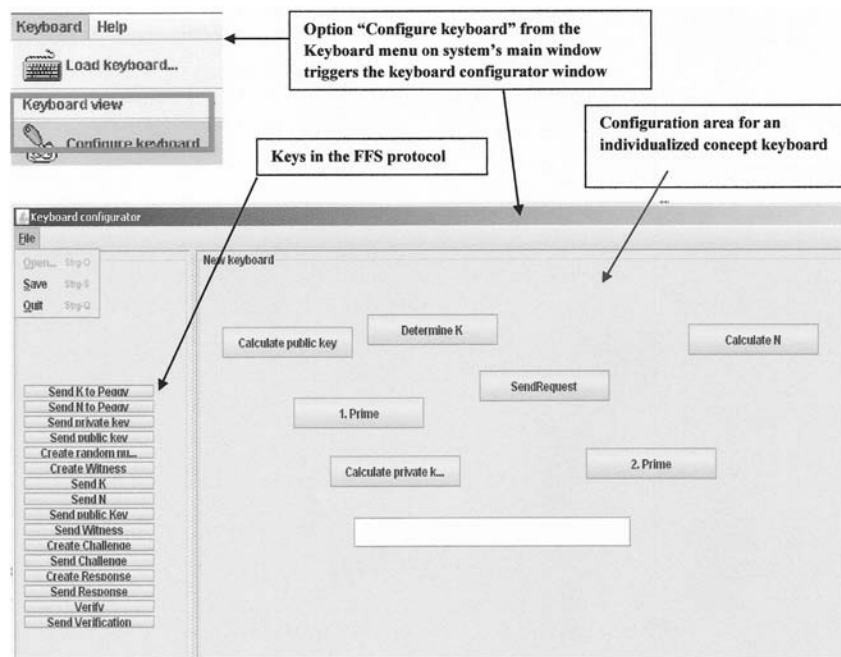 Keyboard Help
Load keyboard...
Keyboard view
Configure keyboard
Option “Configure keyboard” from the
Keyboard menu on system’s main window
triggers the keyboard configurator window
Keys in the FFS protocol
Configuration area for an
individualized concept keyboard
Keyboard configurator
File
Open... Strg-O
Save Strg-S
Quit Strg-Q
New keyboard
Calculate public key
Determine K
Calculate N
SendRequest
1. Prime
Calculate private k...
2. Prime
Send K to Peggy
Send N to Peggy
Send private key
Send public key
Create random nu...
Create Witness
Send K
Send N
Send public Key
Send Witness
Create Challenge
Send Challenge
Create Response
Send Response
Verify
Send Verification